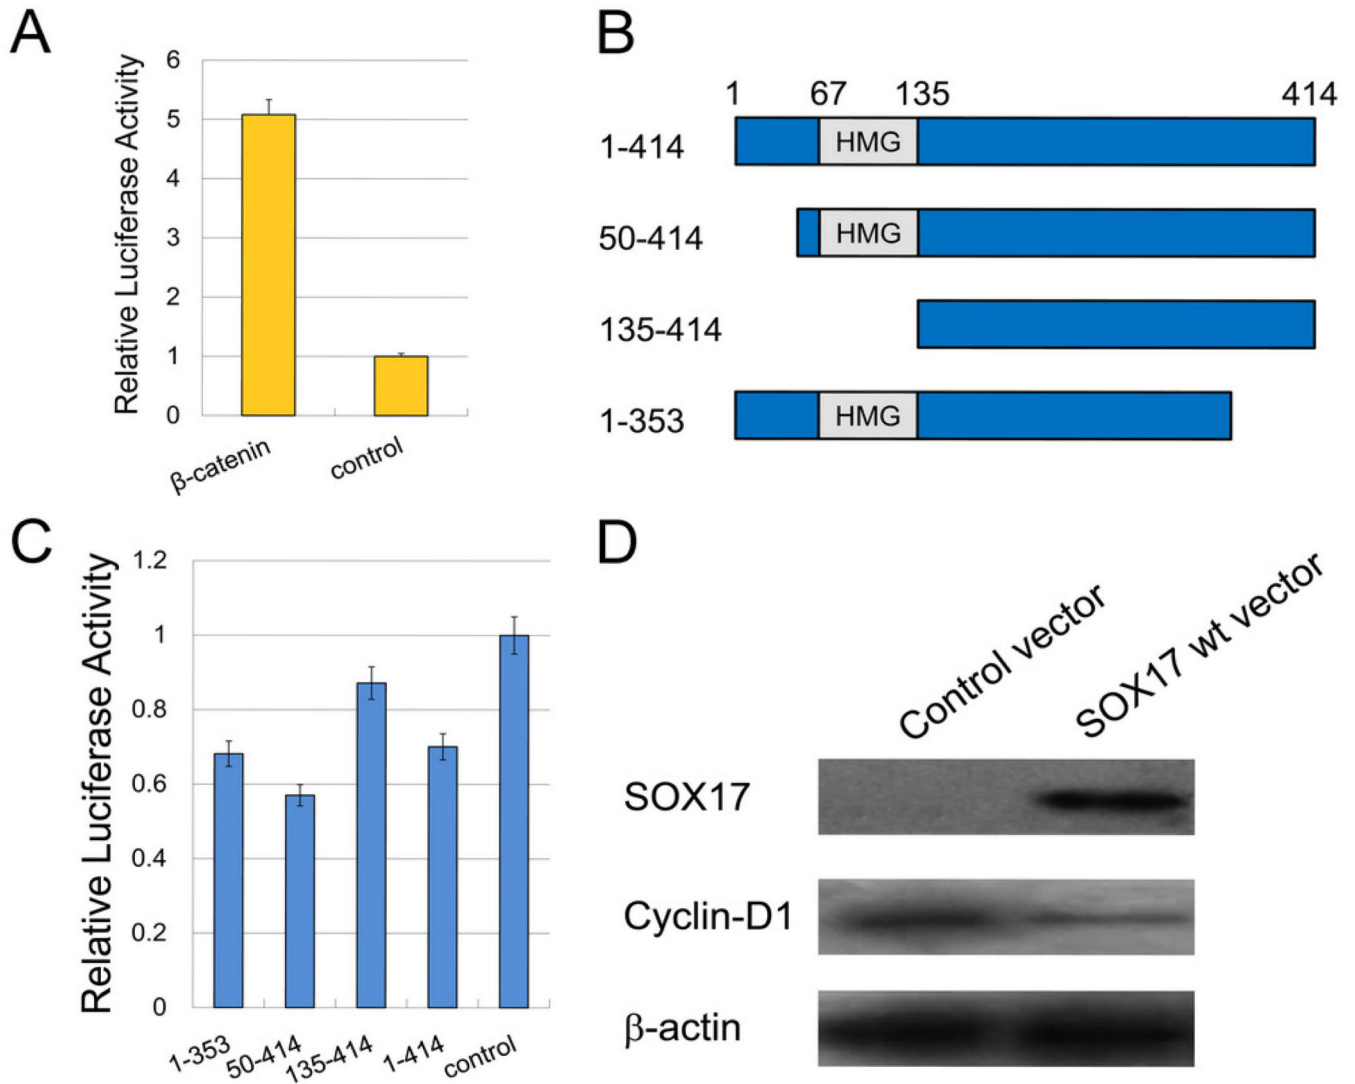 A
Relative Luciferase Activity
6
5
4
3
2
1
0
β-catenin
control
B
1 67 135 414
1-414
HMG
50-414
HMG
135-414
1-353
HMG
C
Relative Luciferase Activity
1.2
1
0.8
0.6
0.4
0.2
0
1-353
50-414
135-414
1-414
control
D
Control vector
SOX17 wt vector
SOX17
Cyclin-D1
β-actin